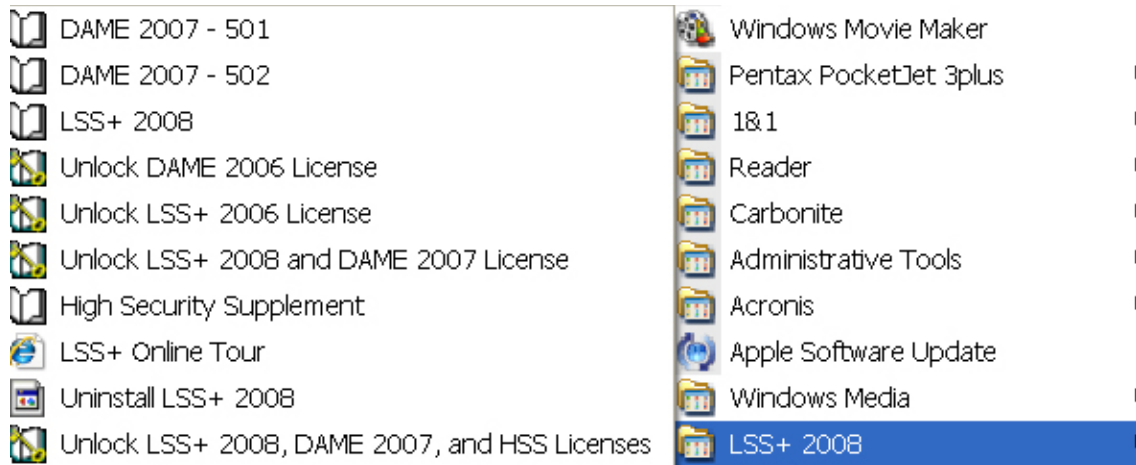 DAME 2007 - 501
DAME 2007 - 502
LSS+ 2008
Unlock DAME 2006 License
Unlock LSS+ 2006 License
Unlock LSS+ 2008 and DAME 2007 License
High Security Supplement
LSS+ Online Tour
Uninstall LSS+ 2008
Unlock LSS+ 2008, DAME 2007, and HSS Licenses
Windows Movie Maker
Pentax PocketJet 3plus
1&1
Reader
Carbonite
Administrative Tools
Acronis
Apple Software Update
Windows Media
LSS+ 2008